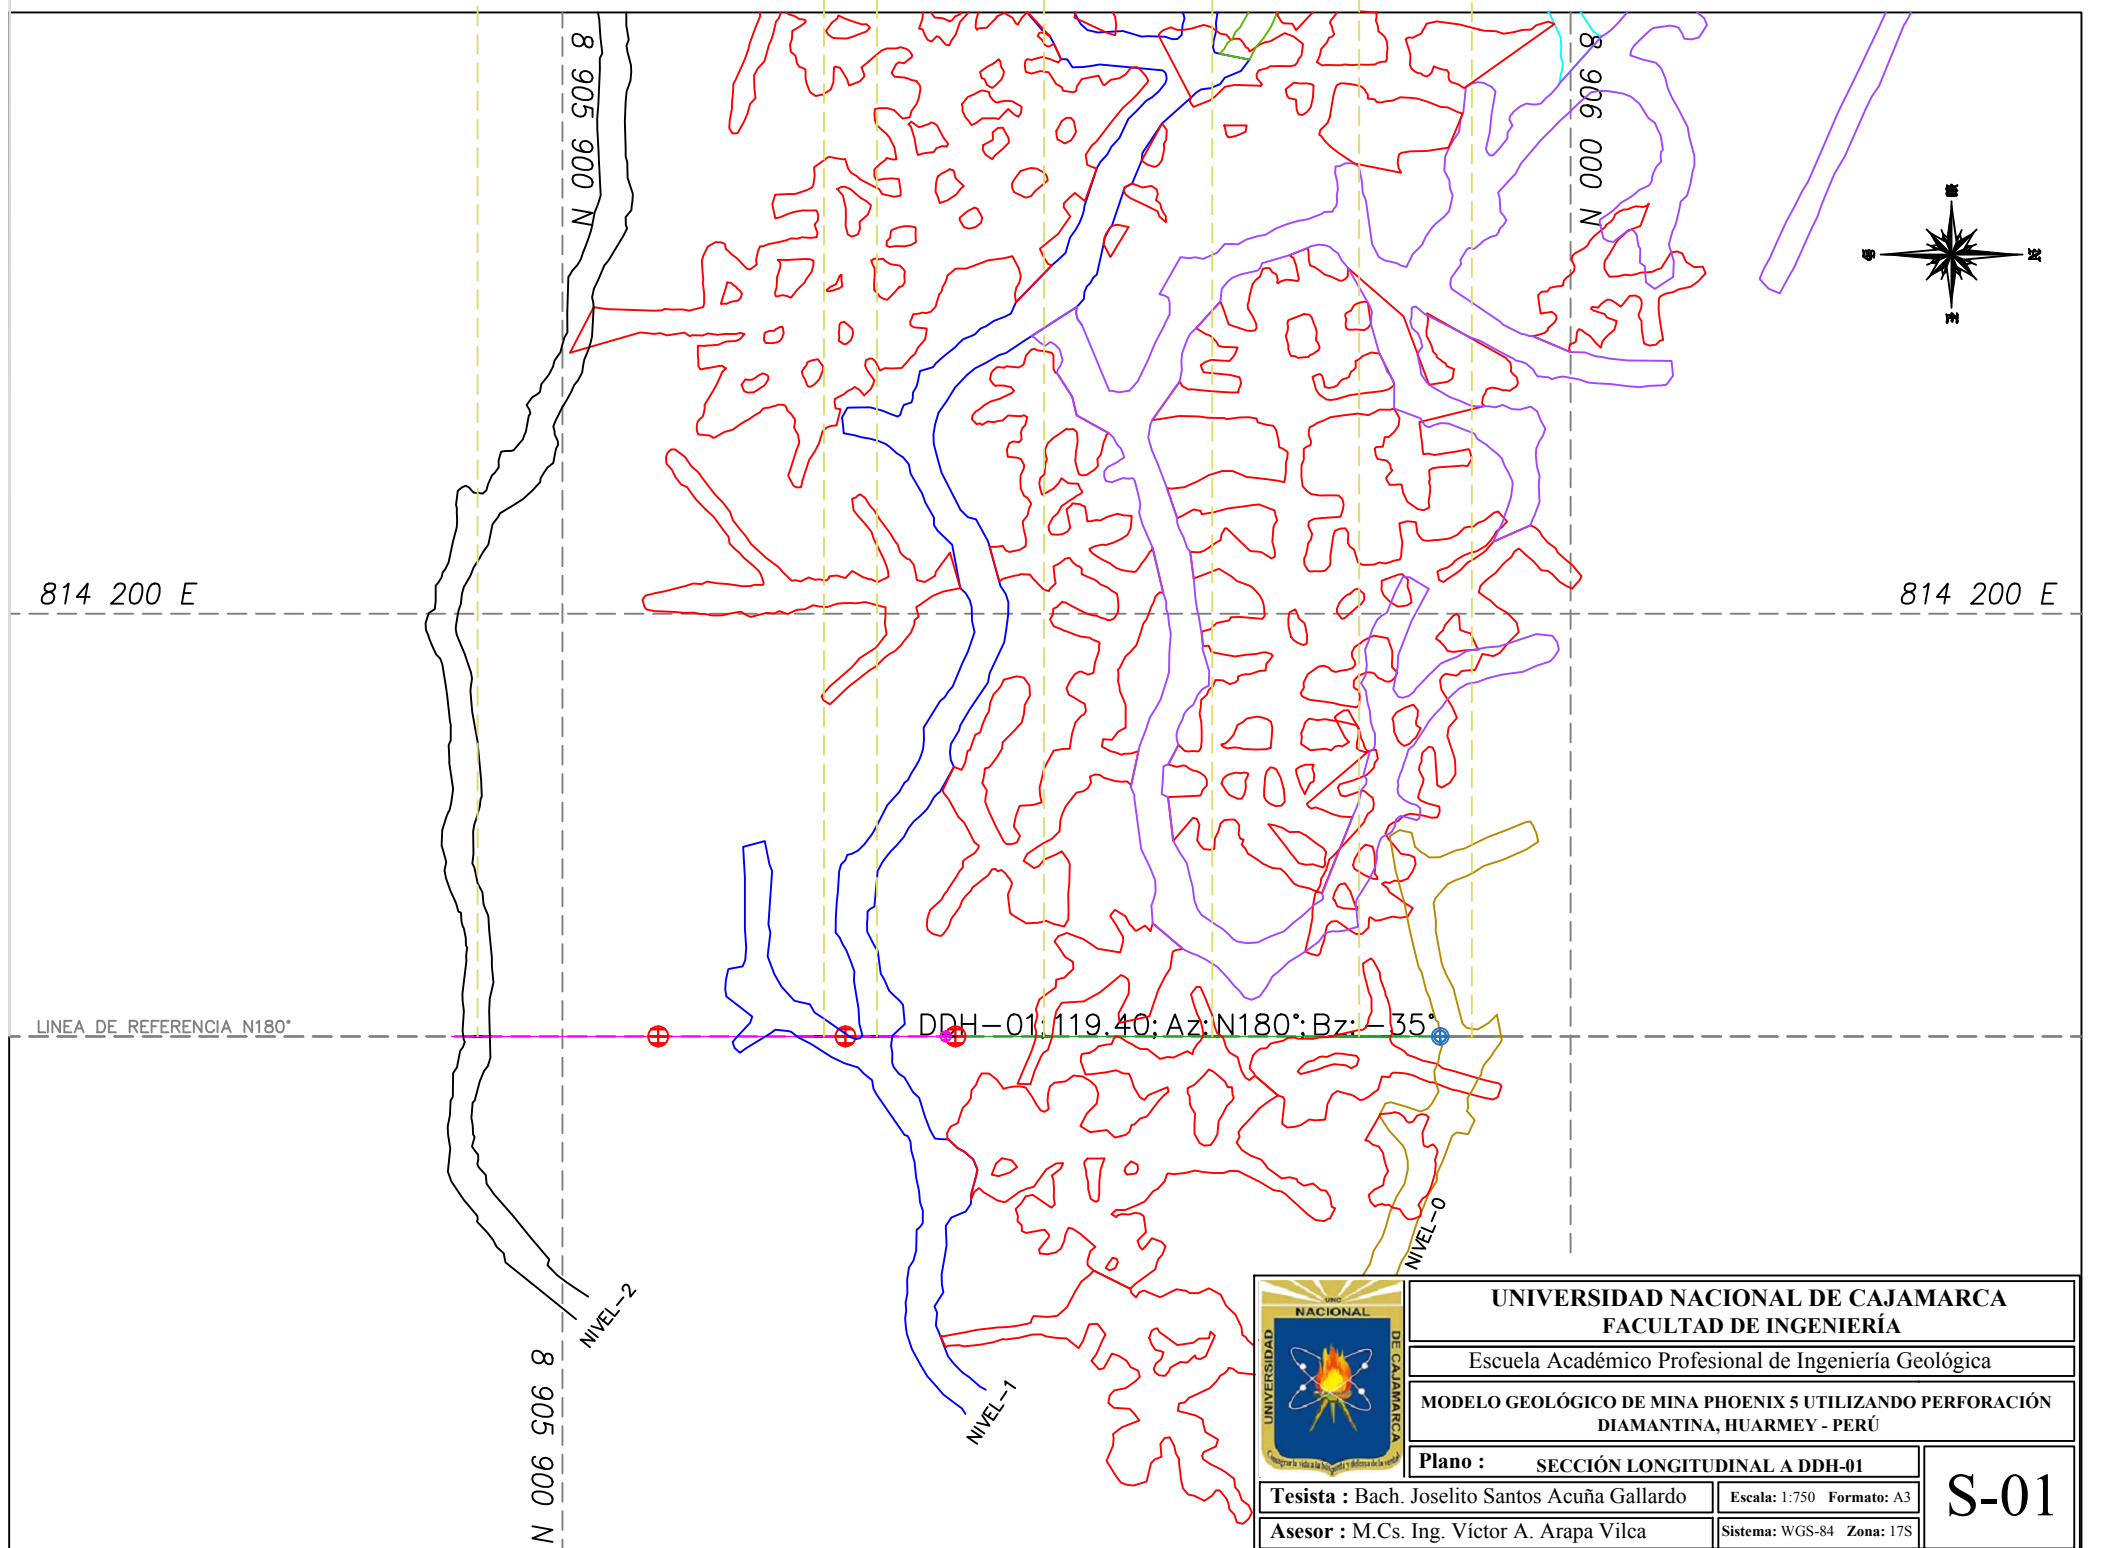 8 905 900 N
8 906 000 N
814 200 E
814 200 E
LINEA DE REFERENCIA N180°
DDH-01; 119.40; Az: N180°; Bz: -35°
NIVEL-0
NIVEL-2
NIVEL-1
8 905 900 N
UNC
NACIONAL
UNIVERSIDAD
DE CAJAMARCA
UNIVERSIDAD NACIONAL DE CAJAMARCA
FACULTAD DE INGENIERÍA
Escuela Académico Profesional de Ingeniería Geológica
MODELO GEOLÓGICO DE MINA PHOENIX 5 UTILIZANDO PERFORACIÓN
DIAMANTINA, HUARMEY - PERÚ
Plano : SECCIÓN LONGITUDINAL A DDH-01
Tesista : Bach. Joselito Santos Acuña Gallardo
Escala: 1:750 Formato: A3
Asesor : M.Cs. Ing. Víctor A. Arapa Vilca
Sistema: WGS-84 Zona: 17S
S-01